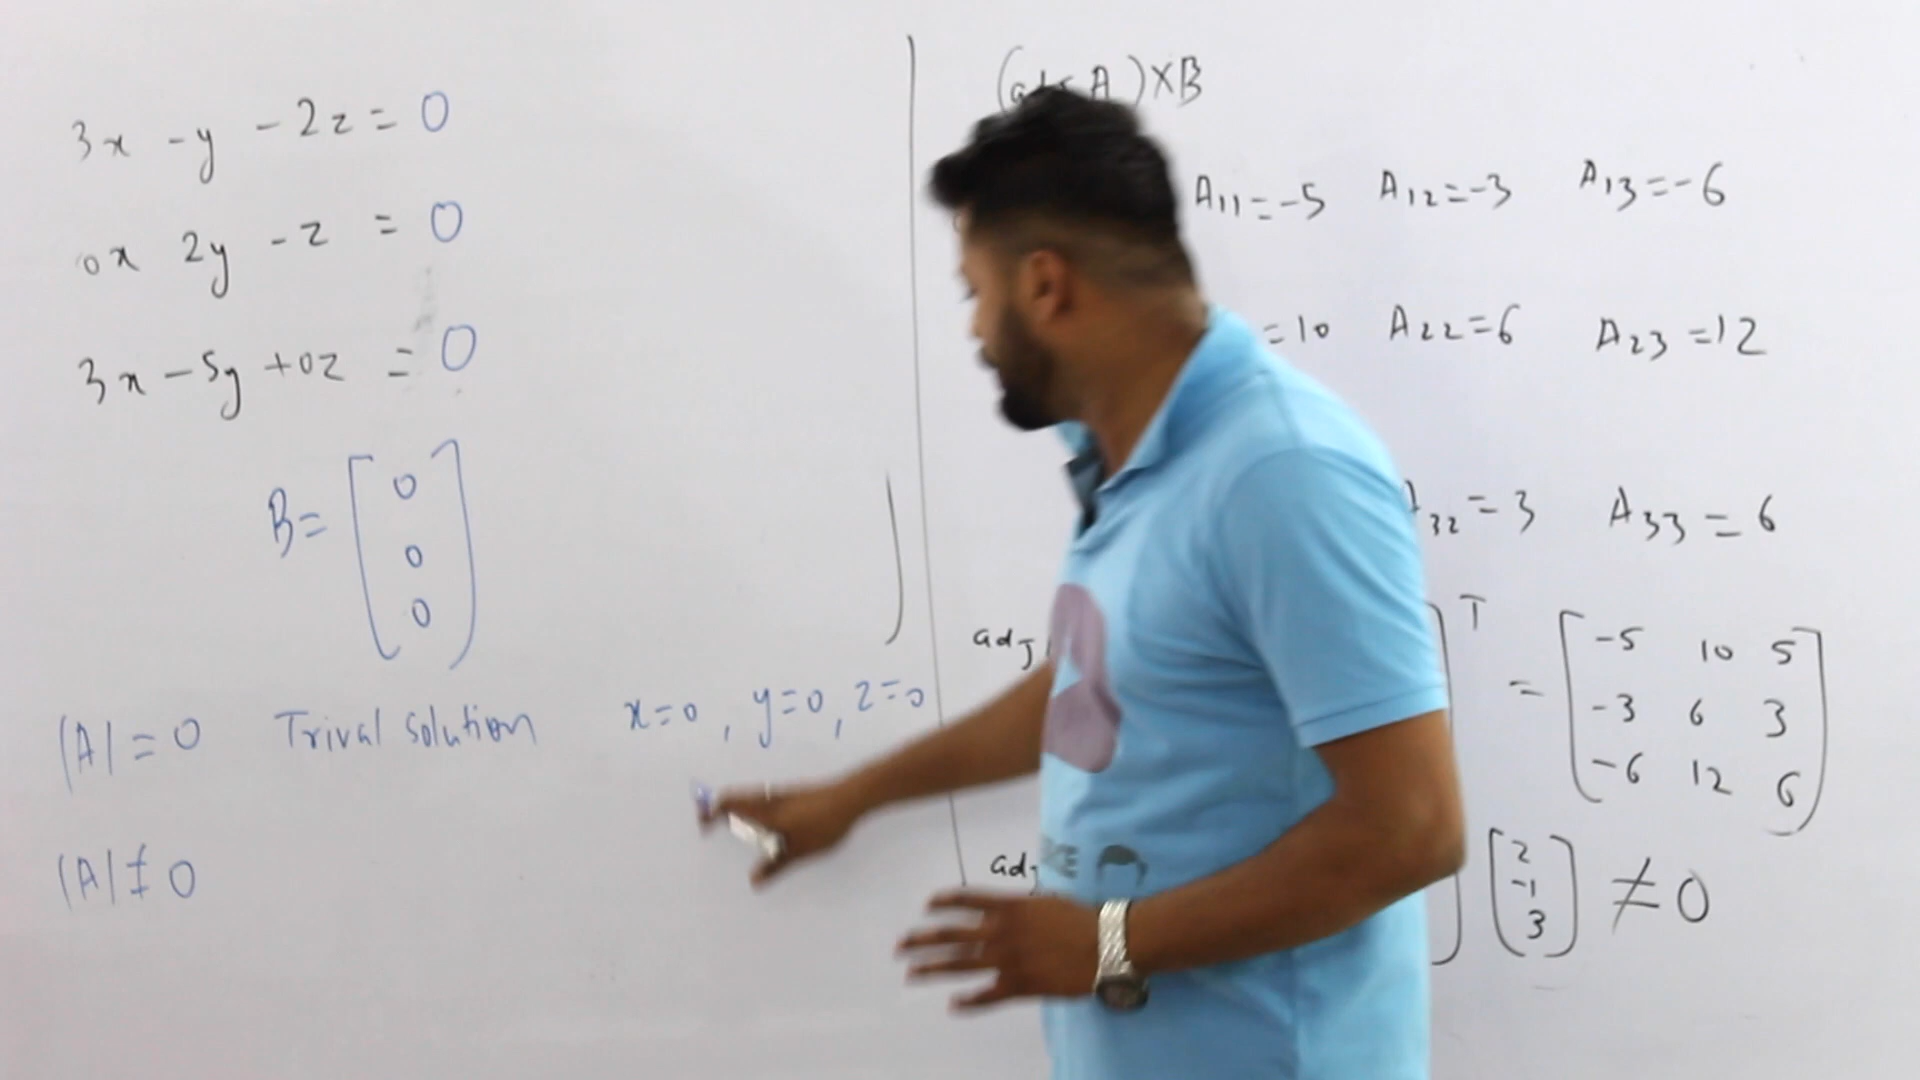 3x - y - 2z = 0
0x 2y - z = 0
3x - 5y + 0z = 0
B = [0
0
0]
|A| = 0 Trival solution x=0, y=0, z=0
|A| ≠ 0
(adj A) × B
A11 = -5 A12 = -3 A13 = -6
= 10 A22 = 6 A23 = 12
32 = 3 A33 = 6
adj T = [-5 10 5
-3 6 3
-6 12 6]
adj [2
-1
3] ≠ 0